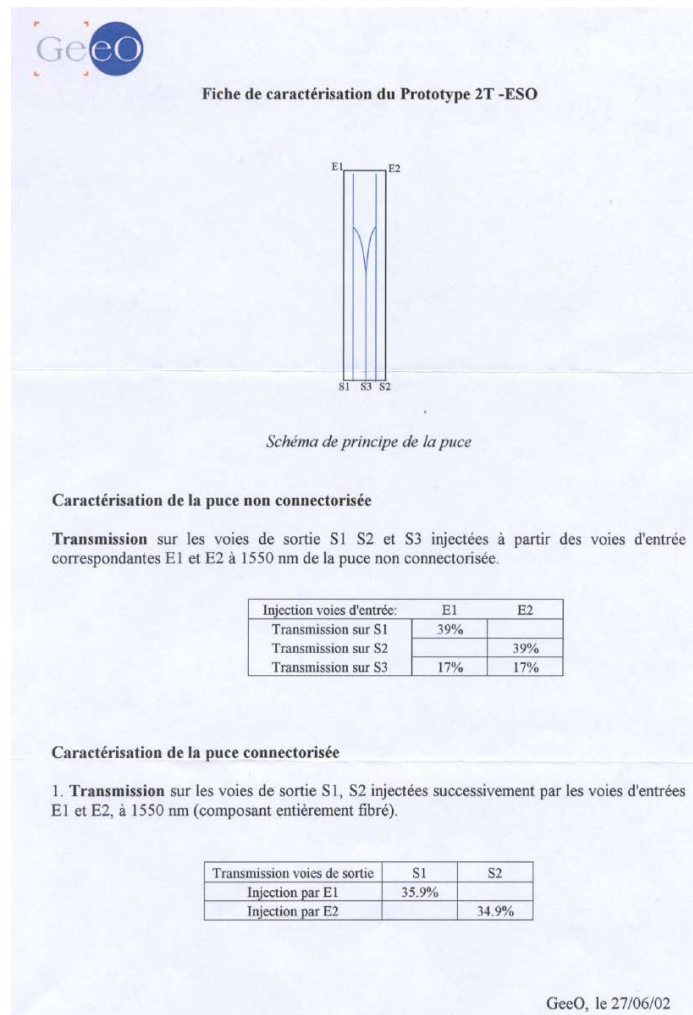 GeeO
Fiche de caractérisation du Prototype 2T -ESO
E1 E2
S1 S3 S2
Schéma de principe de la puce
Caractérisation de la puce non connectorisée
Transmission sur les voies de sortie S1 S2 et S3 injectées à partir des voies d'entrée
correspondantes E1 et E2 à 1550 nm de la puce non connectorisée.
Injection voies d'entrée: E1 E2
Transmission sur S1 39%
Transmission sur S2 39%
Transmission sur S3 17% 17%
Caractérisation de la puce connectorisée
1. Transmission sur les voies de sortie S1, S2 injectées successivement par les voies d'entrées
E1 et E2, à 1550 nm (composant entièrement fibré).
Transmission voies de sortie S1 S2
Injection par E1 35.9%
Injection par E2 34.9%
GeeO, le 27/06/02